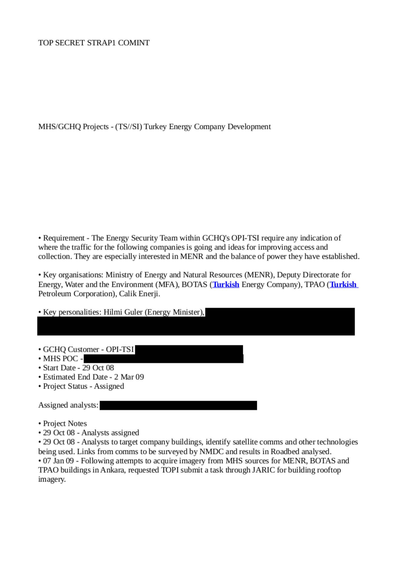 TOP SECRET STRAP1 COMINT
MHS/GCHQ Projects - (TS//SI) Turkey Energy Company Development
• Requirement - The Energy Security Team within GCHQ's OPI-TSI require any indication of
where the traffic for the following companies is going and ideas for improving access and
collection. They are especially interested in MENR and the balance of power they have established.
• Key organisations: Ministry of Energy and Natural Resources (MENR), Deputy Directorate for
Energy, Water and the Environment (MFA), BOTAS (Turkish Energy Company), TPAO (Turkish
Petroleum Corporation), Calik Enerji.
• Key personalities: Hilmi Guler (Energy Minister),
• GCHQ Customer - OPI-TSI
• MHS POC -
• Start Date - 29 Oct 08
• Estimated End Date - 2 Mar 09
• Project Status - Assigned
Assigned analysts:
• Project Notes
• 29 Oct 08 - Analysts assigned
• 29 Oct 08 - Analysts to target company buildings, identify satellite comms and other technologies
being used. Links from comms to be surveyed by NMDC and results in Roadbed analysed.
• 07 Jan 09 - Following attempts to acquire imagery from MHS sources for MENR, BOTAS and
TPAO buildings in Ankara, requested TOPI submit a task through JARIC for building rooftop
imagery.